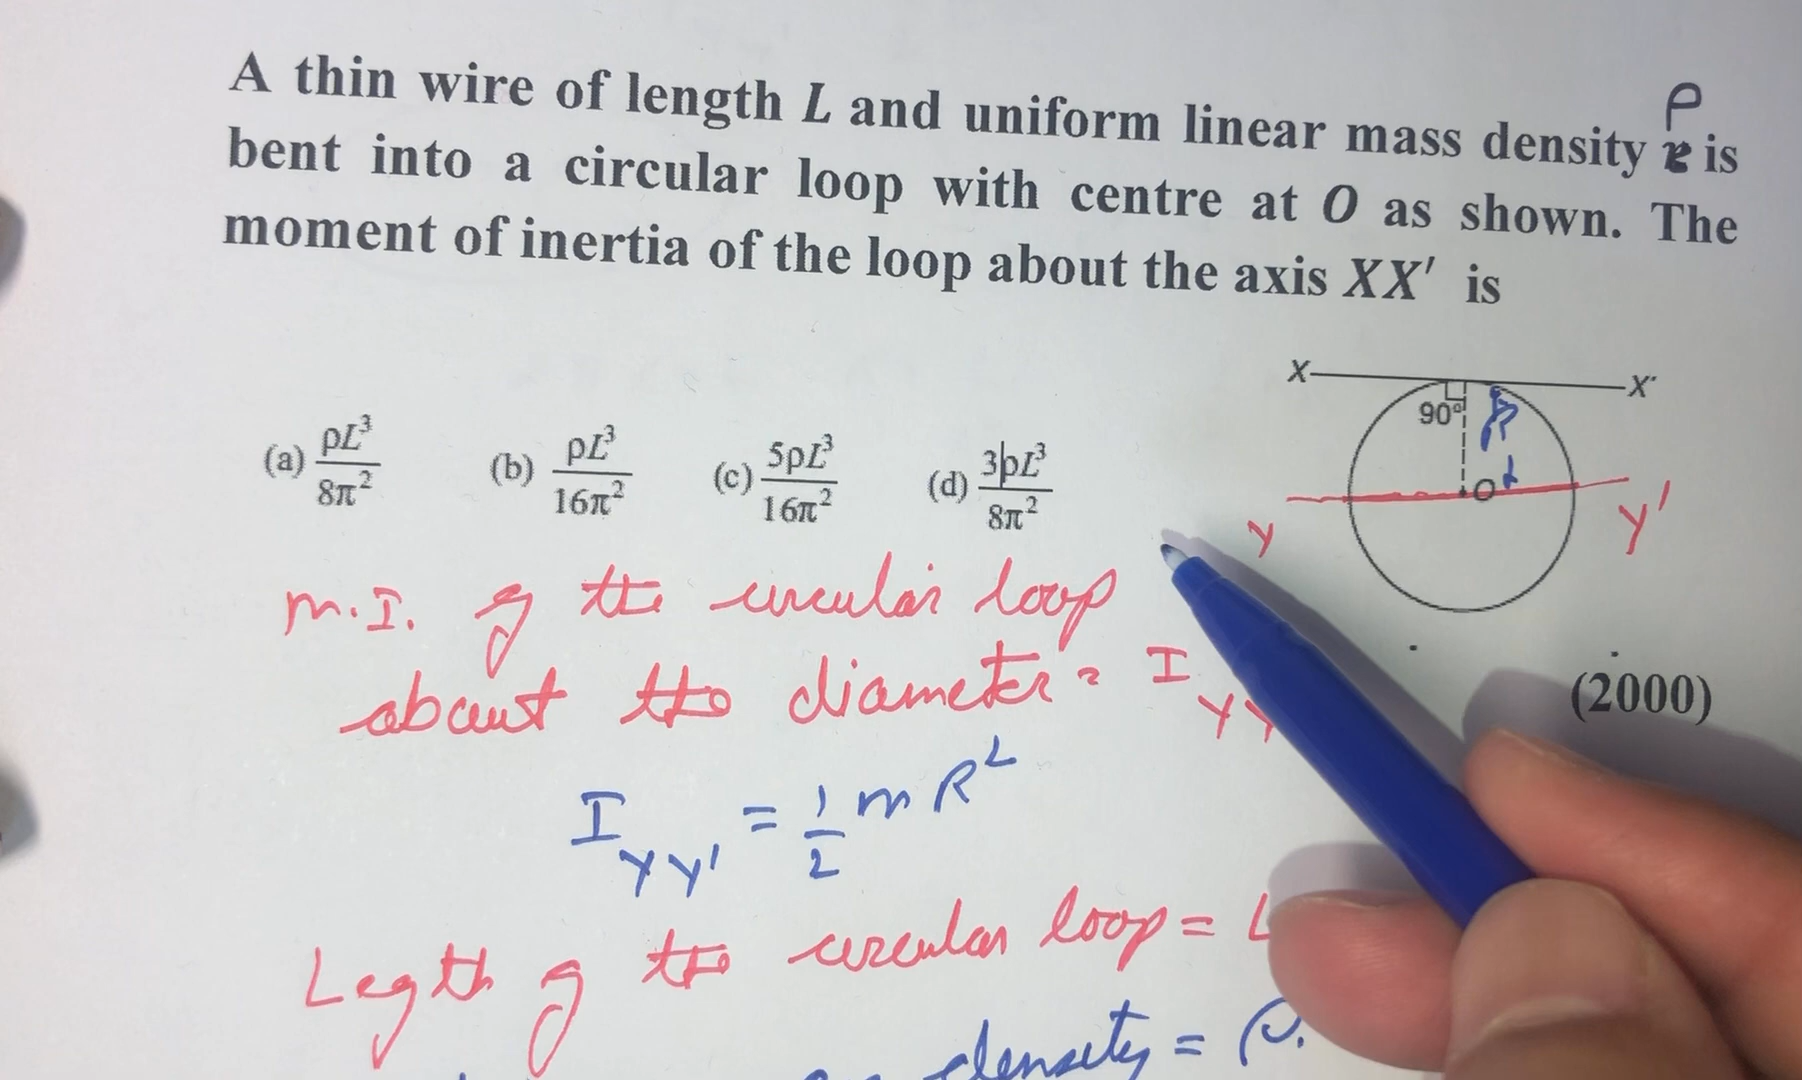 ρ
A thin wire of length L and uniform linear mass density is
bent into a circular loop with centre at O as shown. The
moment of inertia of the loop about the axis XX′ is
X X′
90°
(a) ρL³/8π² (b) ρL³/16π² (c) 5ρL³/16π² (d) 3ρL³/8π²
O
Y Y′
(2000)
M.I. of the circular loop
about the diameter = I
YY
I YY' = 1/2 m R²
Legth of the circular loop = L
density = ρ.